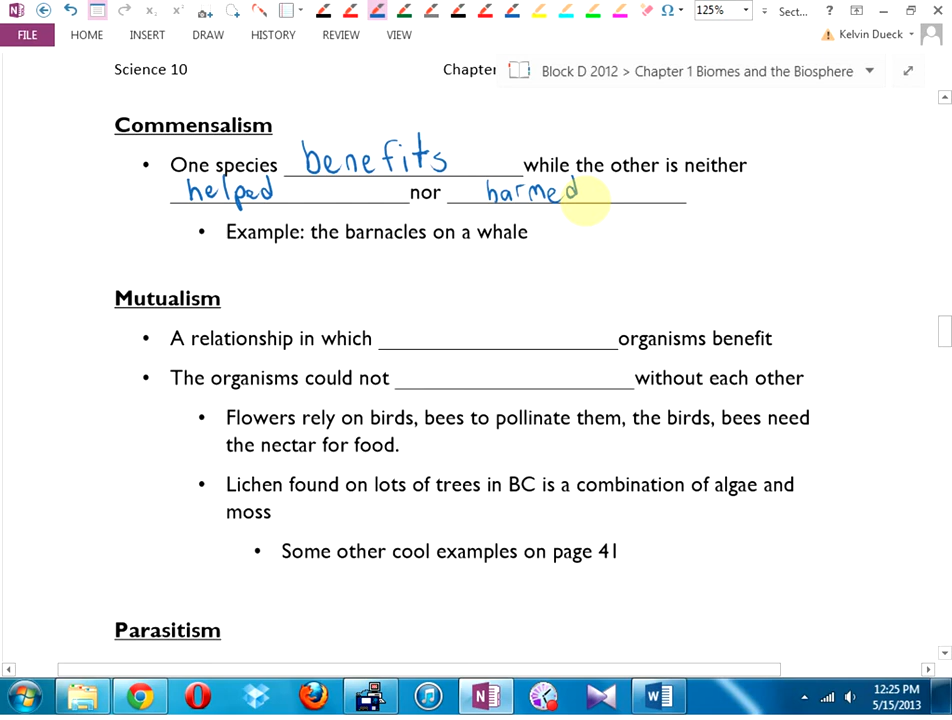 125%
Sect...
?
FILE HOME INSERT DRAW HISTORY REVIEW VIEW
Kelvin Dueck
Science 10
Chapter
Block D 2012 > Chapter 1 Biomes and the Biosphere
Commensalism
• One species benefits while the other is neither
helped nor harmed
• Example: the barnacles on a whale
Mutualism
• A relationship in which ____ organisms benefit
• The organisms could not ____ without each other
• Flowers rely on birds, bees to pollinate them, the birds, bees need
the nectar for food.
• Lichen found on lots of trees in BC is a combination of algae and
moss
• Some other cool examples on page 41
Parasitism
12:25 PM
5/15/2013